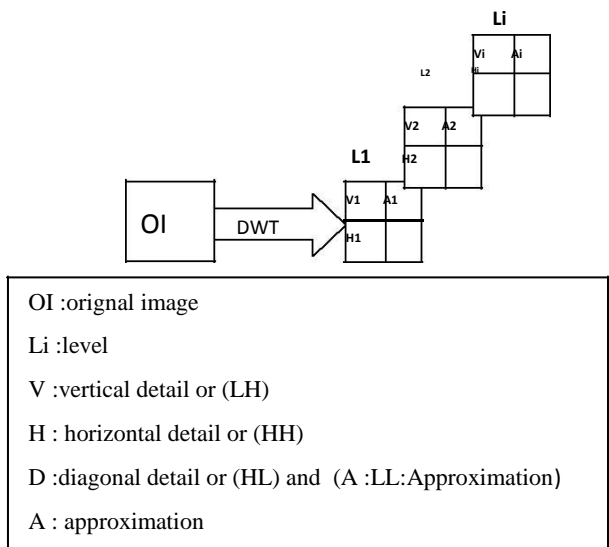 Li
Vi Ai
Hi
L2
V2 A2
H2
L1
V1 A1
H1
OI
DWT
OI :orignal image
Li :level
V :vertical detail or (LH)
H : horizontal detail or (HH)
D :diagonal detail or (HL) and (A :LL:Approximation)
A : approximation